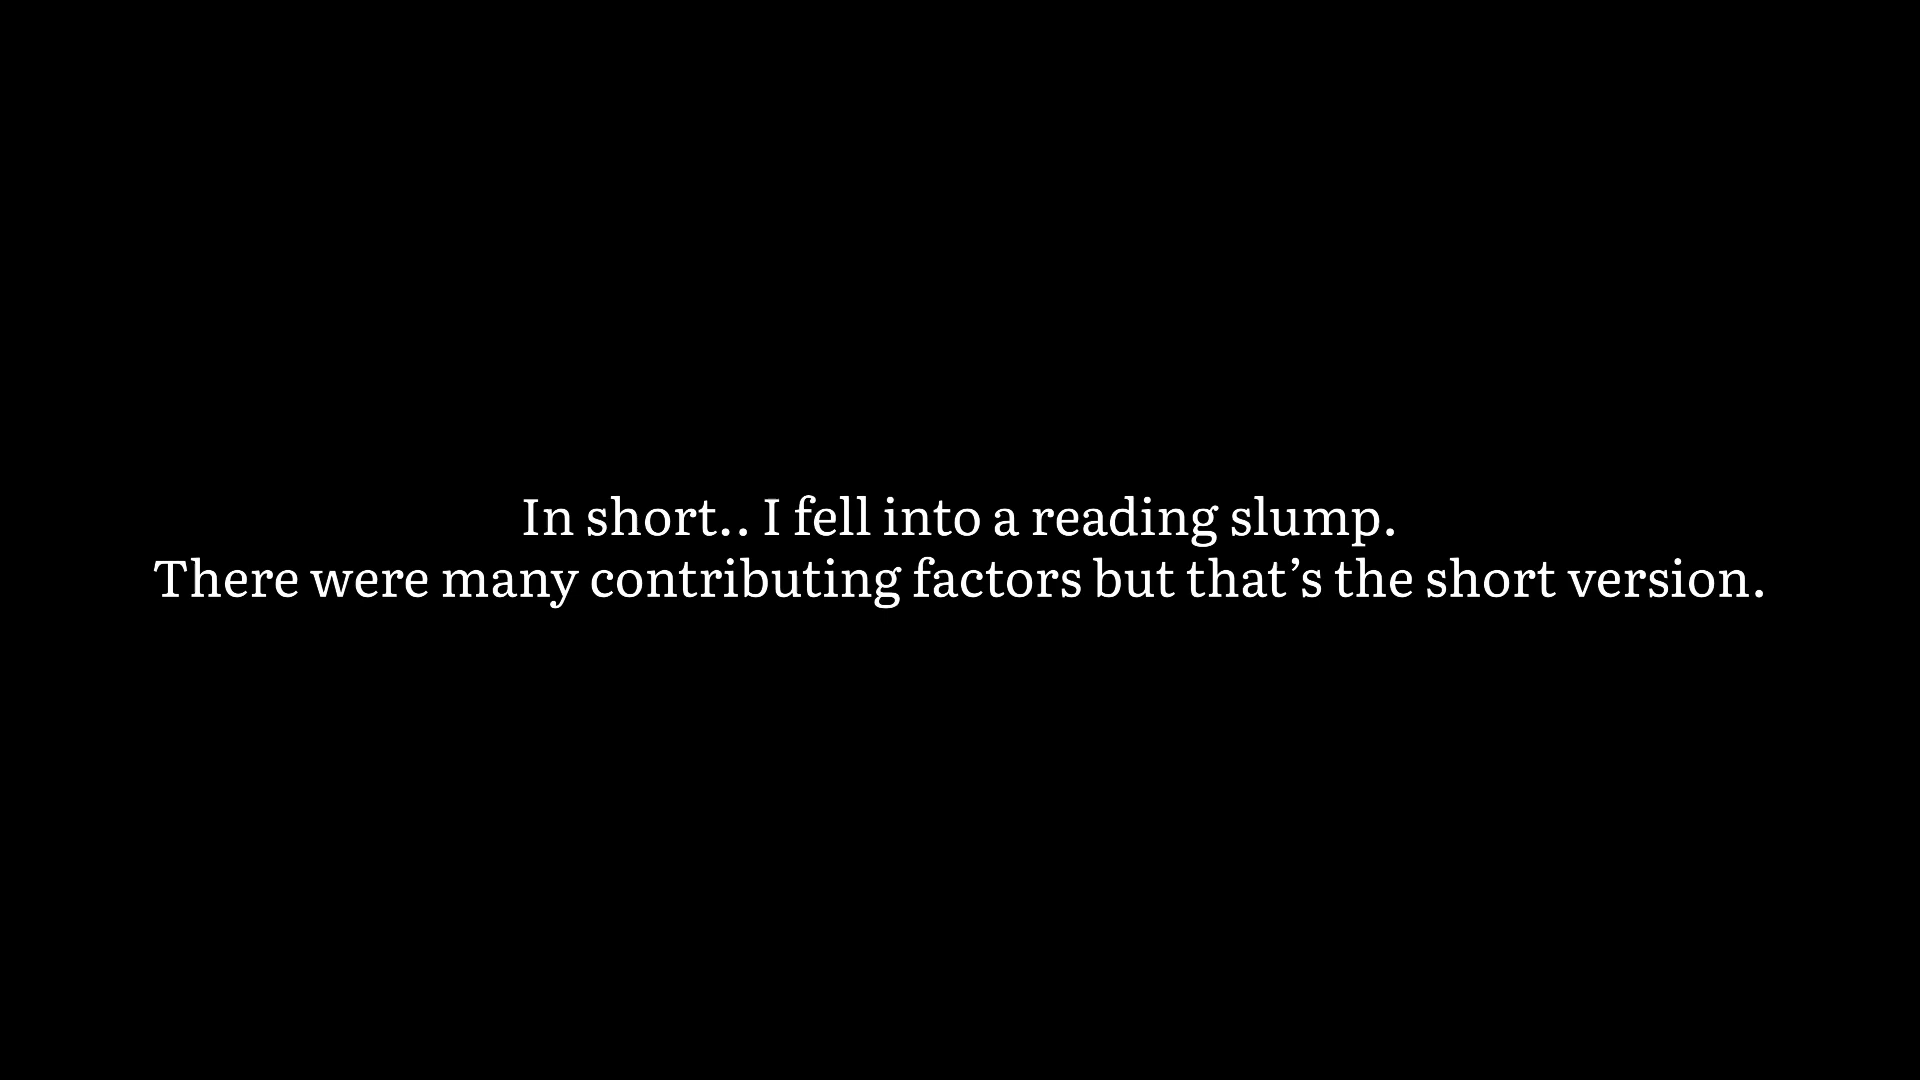 In short.. I fell into a reading slump.
There were many contributing factors but that’s the short version.